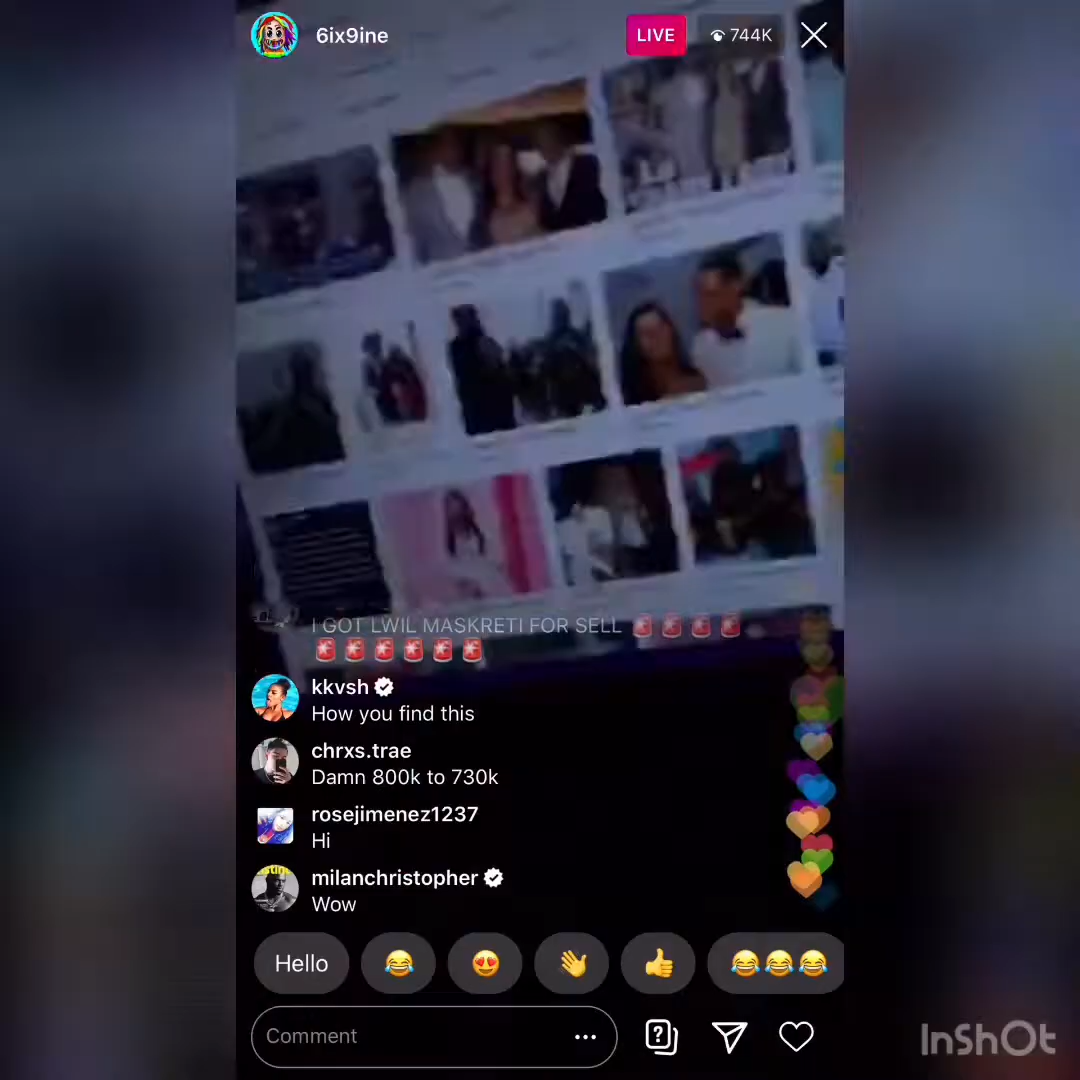 6ix9ine
LIVE
744K
I GOT LWIL MASKRETI FOR SELL 🚨🚨🚨🚨
🚨🚨🚨🚨🚨🚨
kkvsh
How you find this
chrxs.trae
Damn 800k to 730k
rosejimenez1237
Hi
milanchristopher
Wow
Hello 😂 😍 👋 👍 😂😂😂
Comment
InShOt